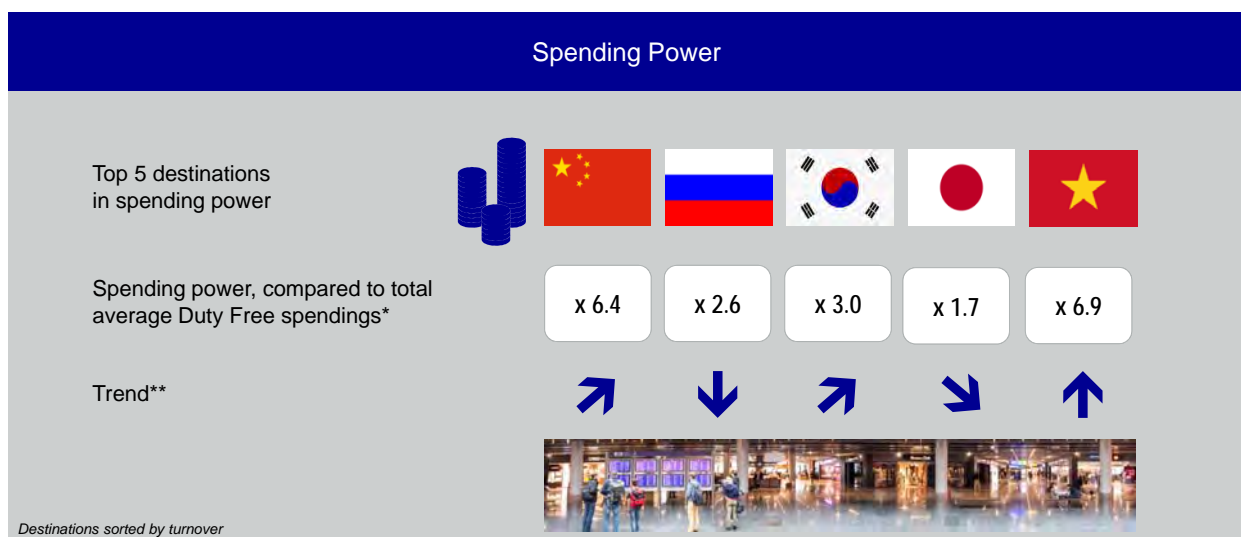 Spending Power
Top 5 destinations
in spending power
Spending power, compared to total
average Duty Free spendings*
x 6.4
x 2.6
x 3.0
x 1.7
x 6.9
Trend**
Destinations sorted by turnover